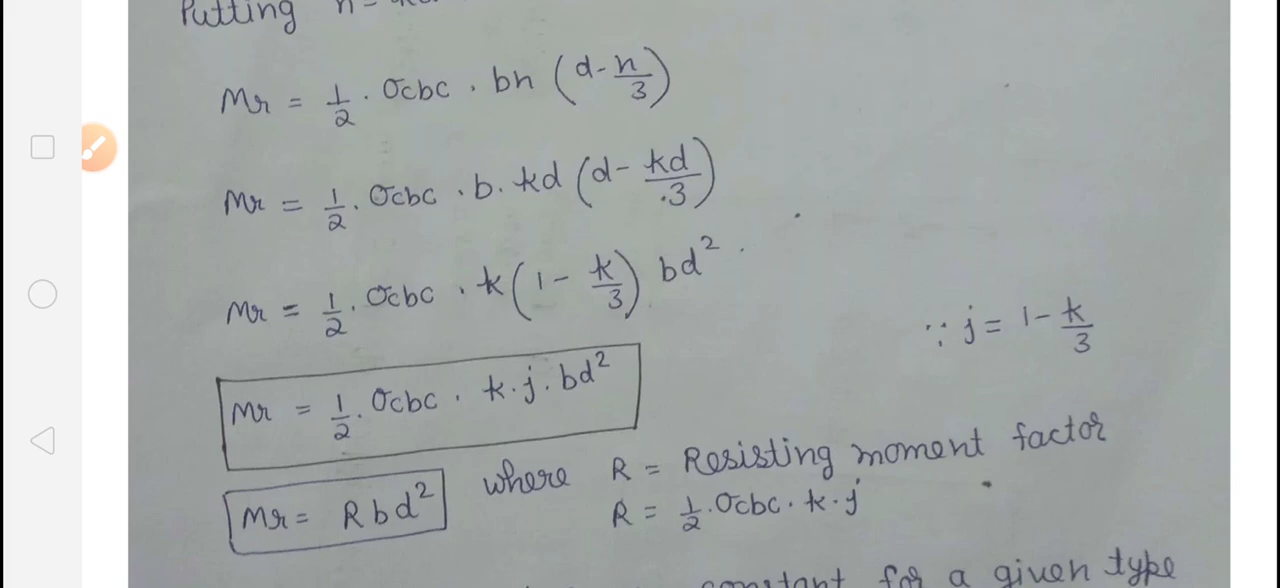 Putting n =
Mr = 1/2 . σcbc . bn (d - n/3)
Mr = 1/2 . σcbc . b . kd (d - kd/.3)
Mr = 1/2 . σcbc . k (1 - k/3) bd² .
∵ j = 1 - k/3
Mr = 1/2 . σcbc . k . j . bd²
Mr = Rbd² where R = Resisting moment factor
R = 1/2 . σcbc . k . j
constant for a given type